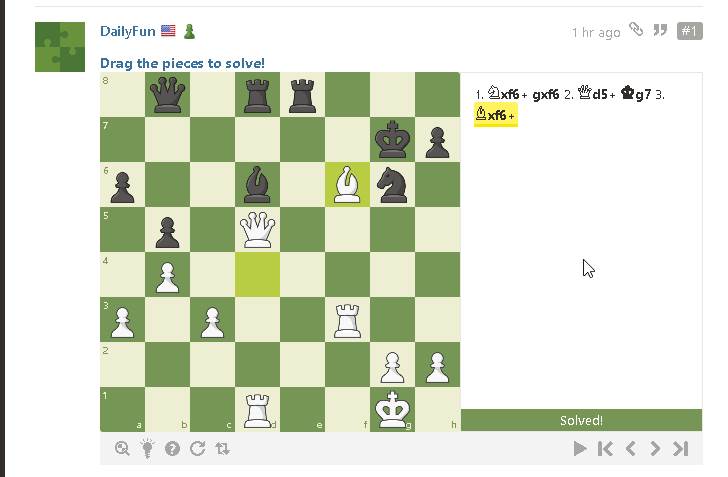 DailyFun
1 hr ago
#1
Drag the pieces to solve!
8
7
6
5
4
3
2
1
a b c d e f g h
1. ♘xf6+ gxf6 2. ♕d5+ ♚g7 3.
♗xf6+
Solved!